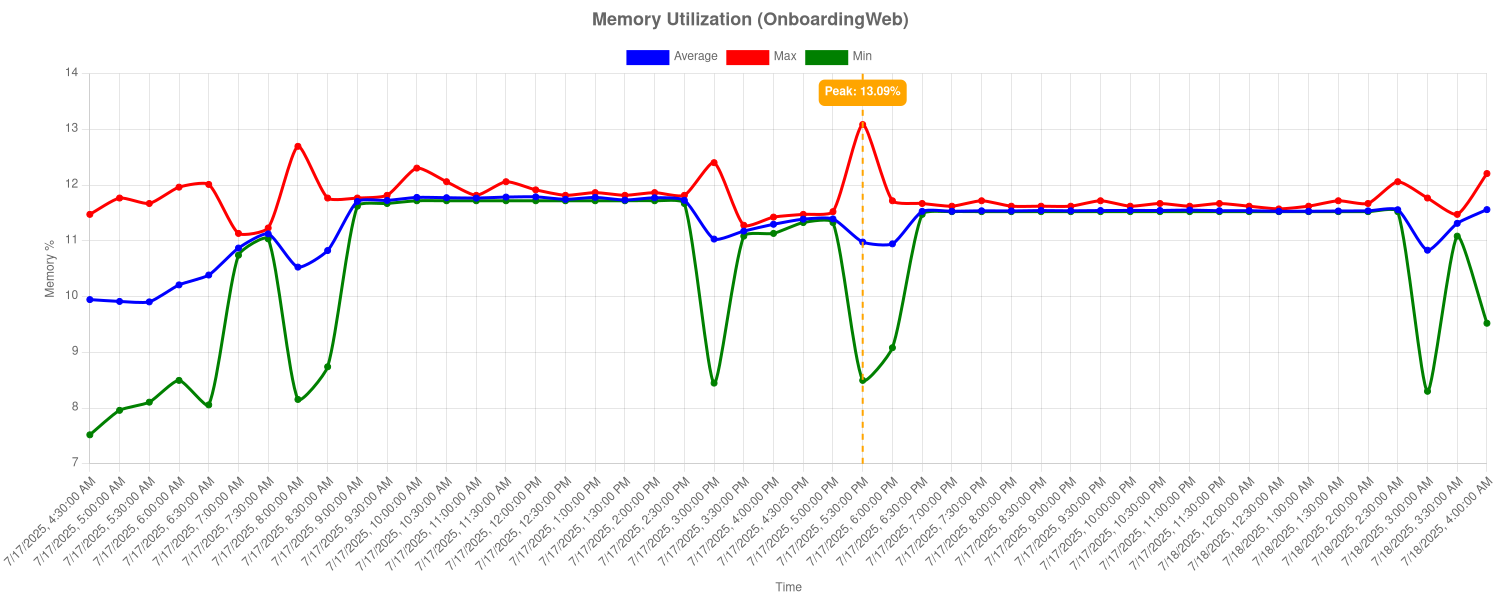 Memory Utilization (OnboardingWeb)
Average Max Min
Peak: 13.09%
14
13
12
11
10
9
8
7
Memory %
7/17/2025, 4:30:00 AM
7/17/2025, 5:00:00 AM
7/17/2025, 5:30:00 AM
7/17/2025, 6:00:00 AM
7/17/2025, 6:30:00 AM
7/17/2025, 7:00:00 AM
7/17/2025, 7:30:00 AM
7/17/2025, 8:00:00 AM
7/17/2025, 8:30:00 AM
7/17/2025, 9:00:00 AM
7/17/2025, 9:30:00 AM
7/17/2025, 10:00:00 AM
7/17/2025, 10:30:00 AM
7/17/2025, 11:00:00 AM
7/17/2025, 11:30:00 AM
7/17/2025, 12:00:00 PM
7/17/2025, 12:30:00 PM
7/17/2025, 1:00:00 PM
7/17/2025, 1:30:00 PM
7/17/2025, 2:00:00 PM
7/17/2025, 2:30:00 PM
7/17/2025, 3:00:00 PM
7/17/2025, 3:30:00 PM
7/17/2025, 4:00:00 PM
7/17/2025, 4:30:00 PM
7/17/2025, 5:00:00 PM
7/17/2025, 5:30:00 PM
7/17/2025, 6:00:00 PM
7/17/2025, 6:30:00 PM
7/17/2025, 7:00:00 PM
7/17/2025, 7:30:00 PM
7/17/2025, 8:00:00 PM
7/17/2025, 8:30:00 PM
7/17/2025, 9:00:00 PM
7/17/2025, 9:30:00 PM
7/17/2025, 10:00:00 PM
7/17/2025, 10:30:00 PM
7/17/2025, 11:00:00 PM
7/17/2025, 11:30:00 PM
7/18/2025, 12:00:00 AM
7/18/2025, 12:30:00 AM
7/18/2025, 1:00:00 AM
7/18/2025, 1:30:00 AM
7/18/2025, 2:00:00 AM
7/18/2025, 2:30:00 AM
7/18/2025, 3:00:00 AM
7/18/2025, 3:30:00 AM
7/18/2025, 4:00:00 AM
Time